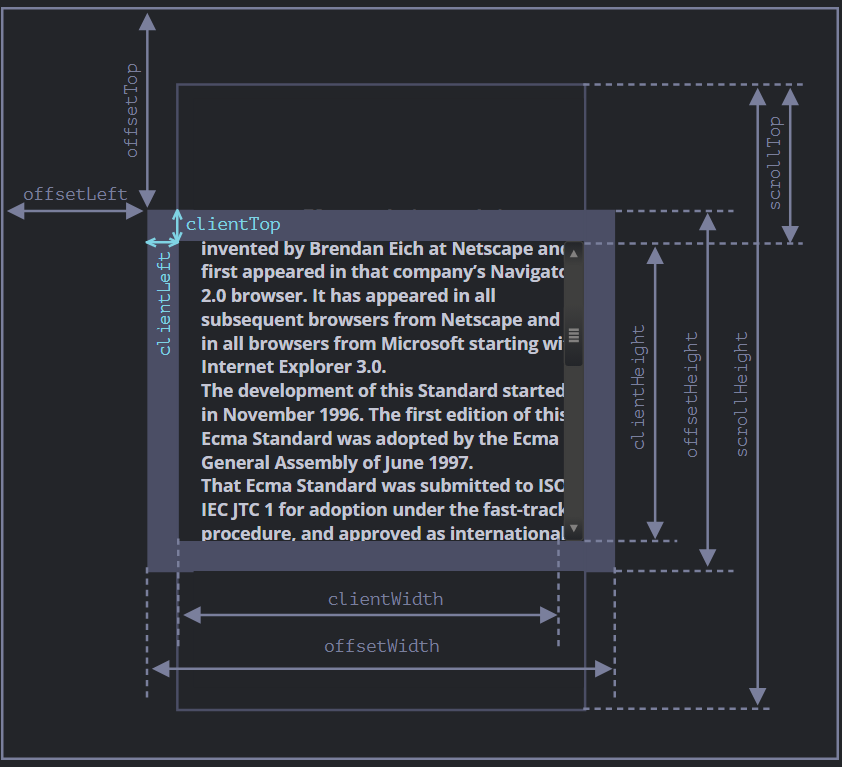 offsetTop
scrollTop
offsetLeft
clientTop
clientLeft
invented by Brendan Eich at Netscape and
first appeared in that company’s Navigato
2.0 browser. It has appeared in all
subsequent browsers from Netscape and
in all browsers from Microsoft starting wi
Internet Explorer 3.0.
The development of this Standard started
in November 1996. The first edition of this
Ecma Standard was adopted by the Ecma
General Assembly of June 1997.
That Ecma Standard was submitted to ISO
IEC JTC 1 for adoption under the fast-track
procedure, and approved as international
clientHeight
offsetHeight
scrollHeight
clientWidth
offsetWidth